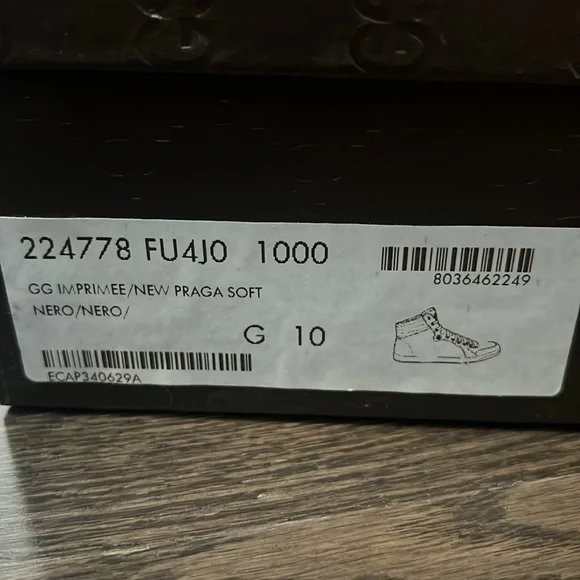 224778 FU4J0 1000
8036462249
GG IMPRIMEE/NEW PRAGA SOFT
NERO/NERO/
G 10
ECAP340629A